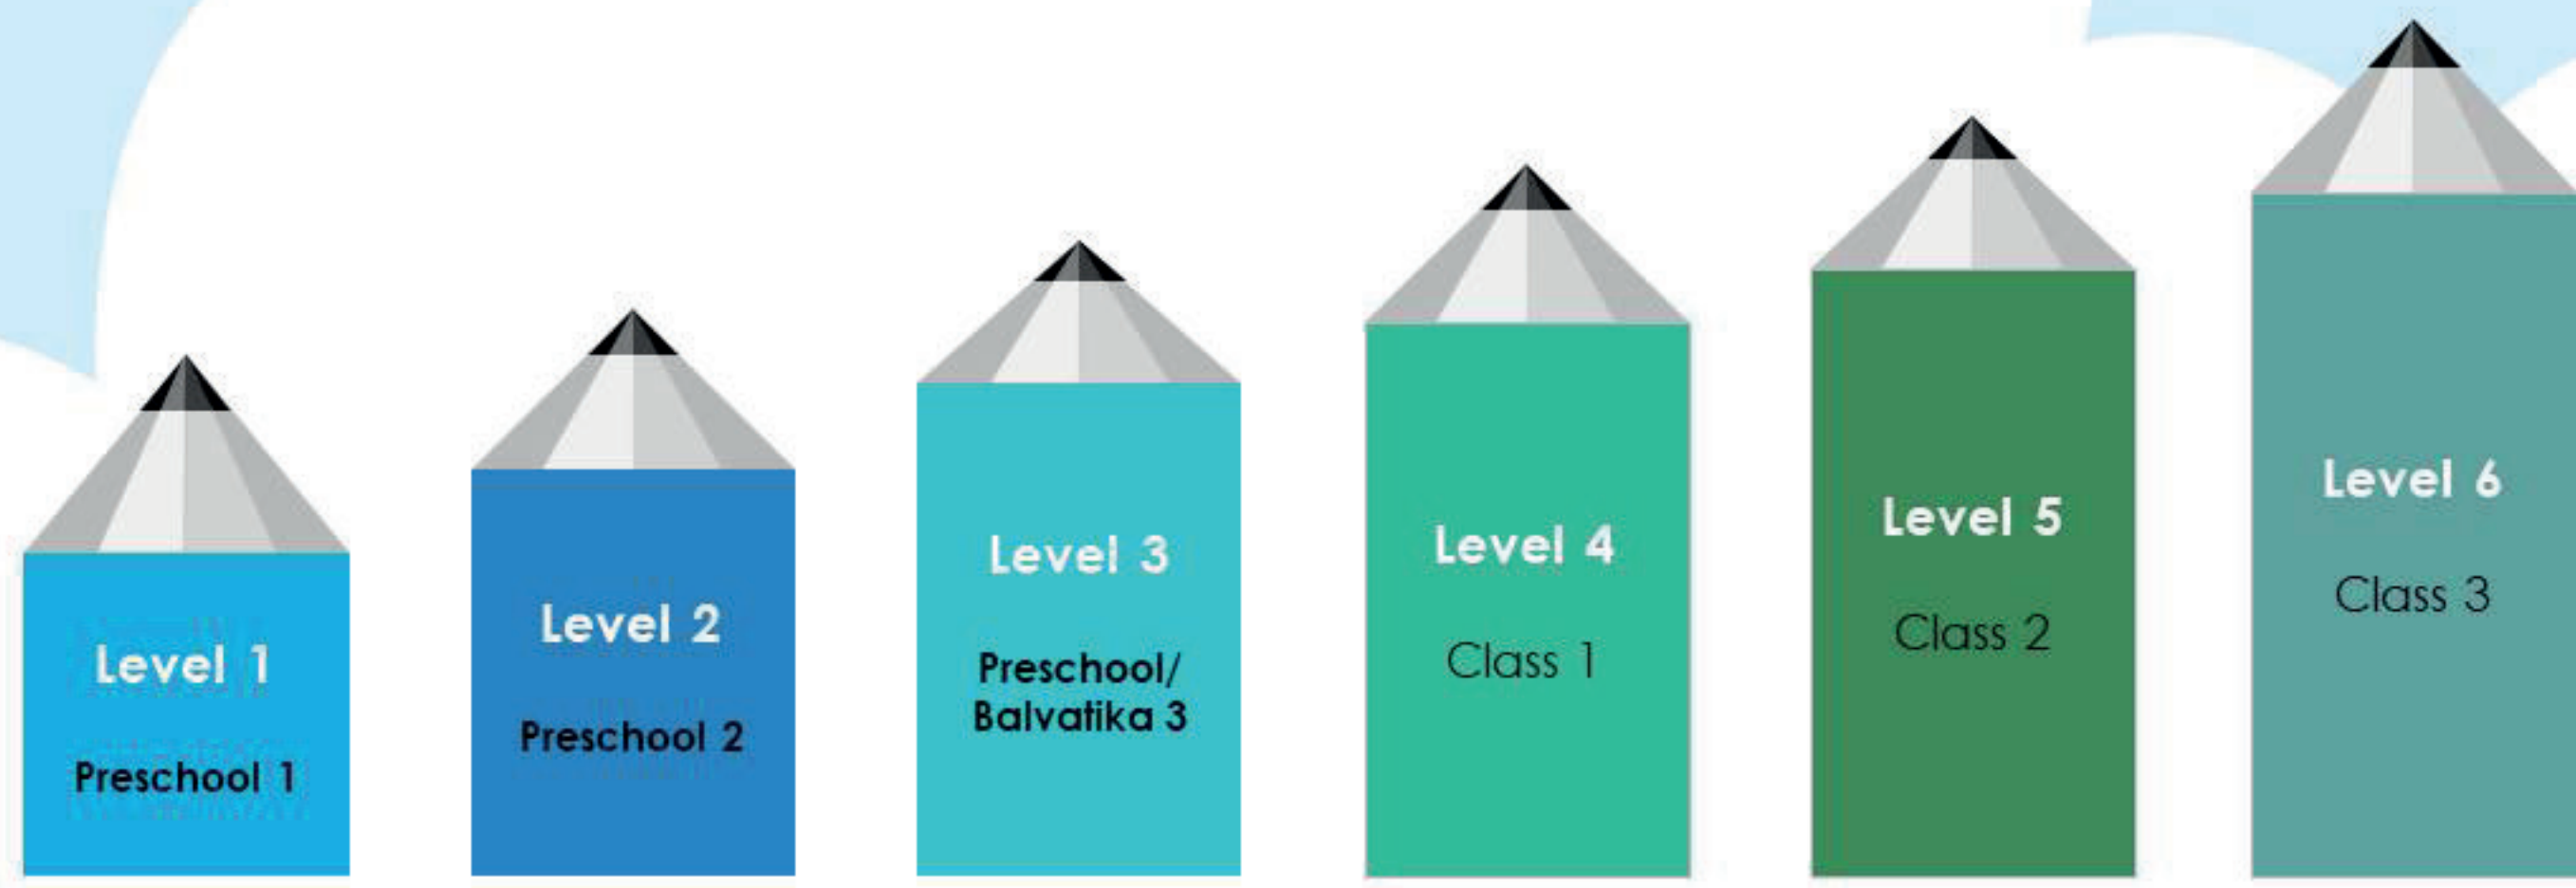 Level 1
Preschool 1
Level 2
Preschool 2
Level 3
Preschool/
Balvatika 3
Level 4
Class 1
Level 5
Class 2
Level 6
Class 3